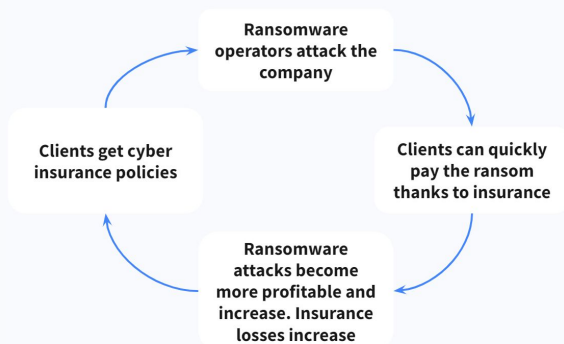 Ransomware
operators attack the
company
Clients can quickly
pay the ransom
thanks to insurance
Ransomware
attacks become
more profitable and
increase. Insurance
losses increase
Clients get cyber
insurance policies